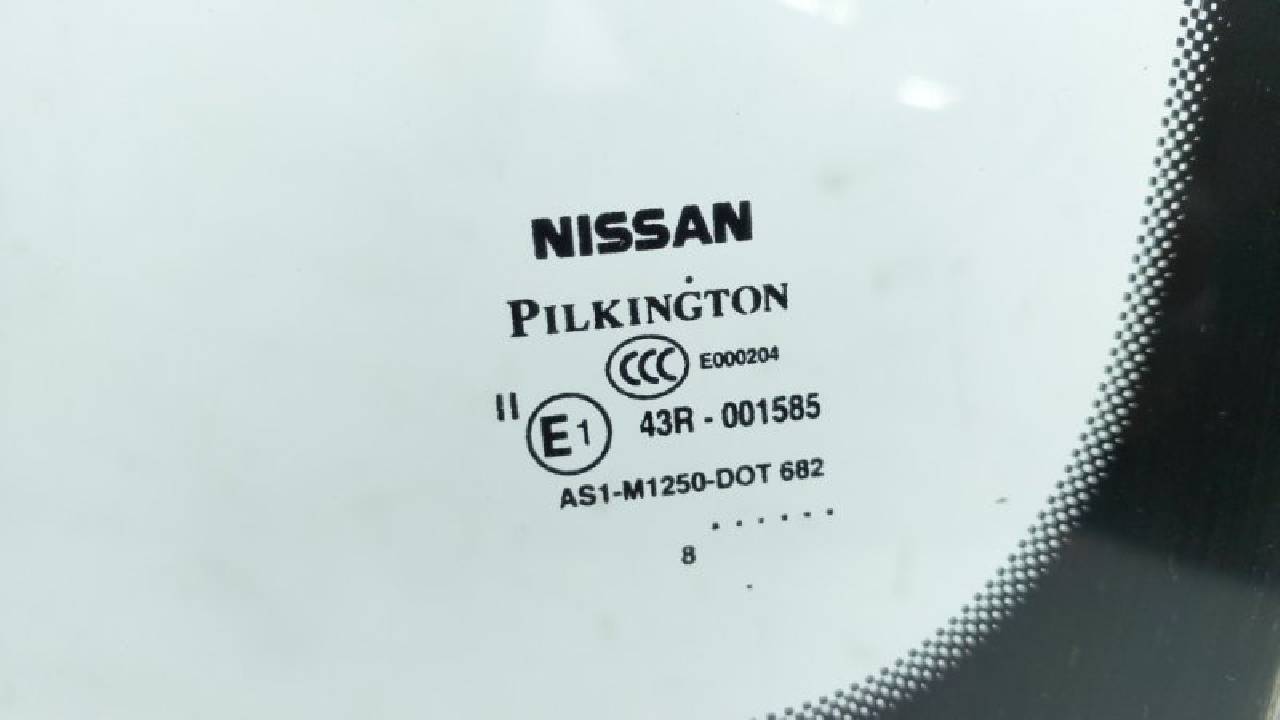 NISSAN
PILKINGTON
CCC E000204
II E1 43R - 001585
AS1-M1250-DOT 682
. . . . . .
8 .